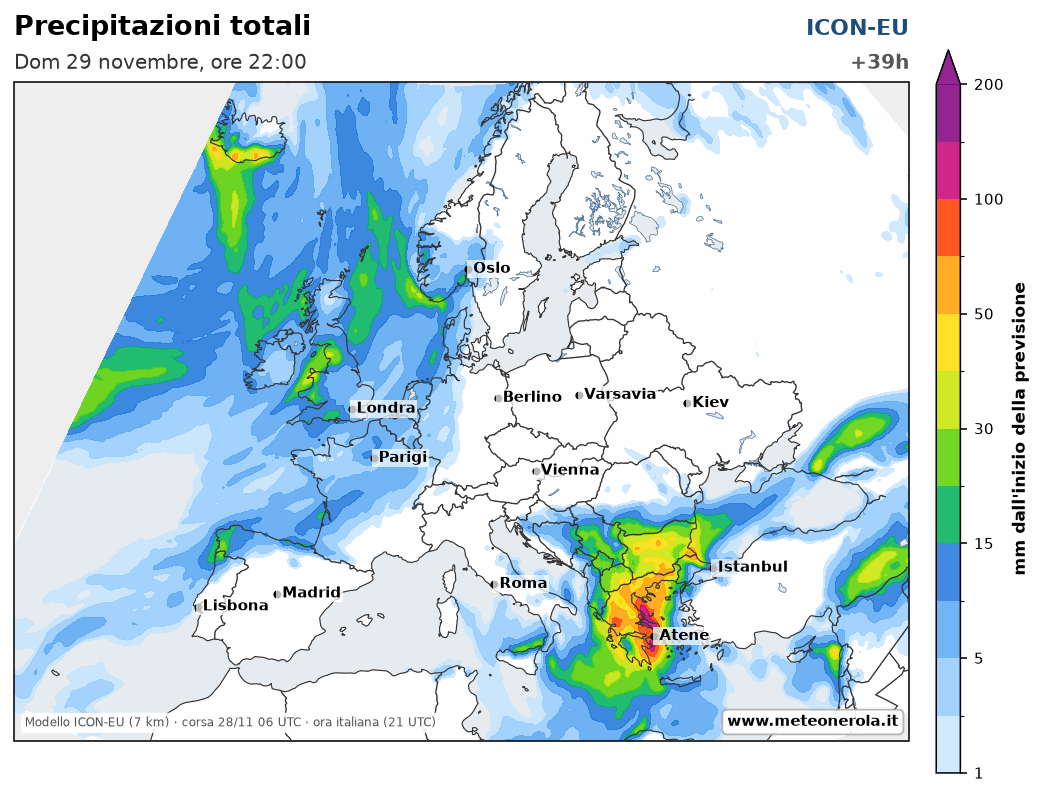 Precipitazioni totali
ICON-EU
Dom 29 novembre, ore 22:00
+39h
200
100
50
30
15
5
1
mm dall'inizio della previsione
Oslo
Berlino
Varsavia
Kiev
Londra
Parigi
Vienna
Istanbul
Roma
Madrid
Lisbona
Atene
Modello ICON-EU (7 km) · corsa 28/11 06 UTC · ora italiana (21 UTC)
www.meteonerola.it